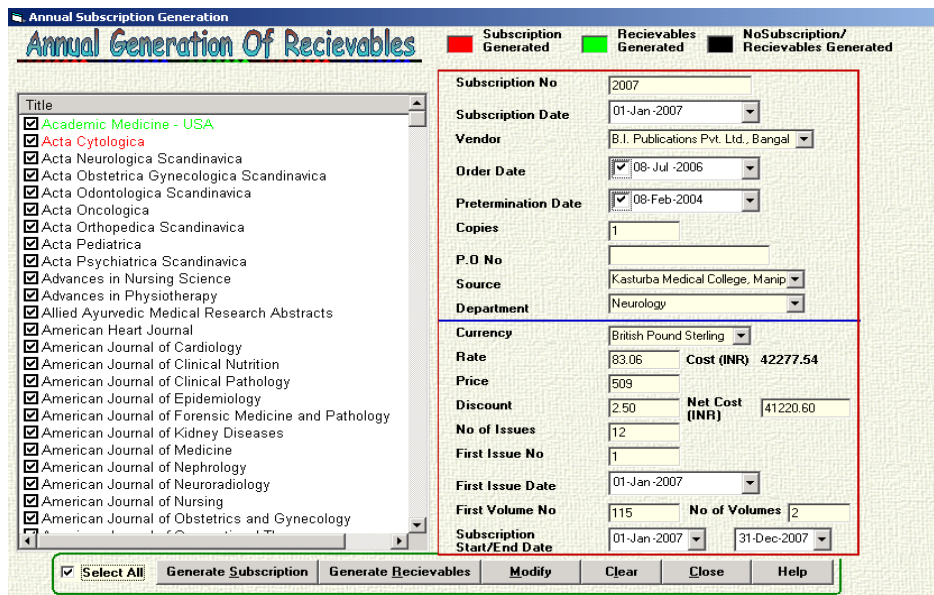 Annual Subscription Generation
Annual Generation Of Recievables
Subscription Generated
Recievables Generated
NoSubscription/ Recievables Generated
Title
Academic Medicine - USA
Acta Cytologica
Acta Neurologica Scandinavica
Acta Obstetrica Gynecologica Scandinavica
Acta Odontologica Scandinavica
Acta Oncologica
Acta Orthopedica Scandinavica
Acta Pediatrica
Acta Psychiatrica Scandinavica
Advances in Nursing Science
Advances in Physiotherapy
Allied Ayurvedic Medical Research Abstracts
American Heart Journal
American Journal of Cardiology
American Journal of Clinical Nutrition
American Journal of Clinical Pathology
American Journal of Epidemiology
American Journal of Forensic Medicine and Pathology
American Journal of Kidney Diseases
American Journal of Medicine
American Journal of Nephrology
American Journal of Neuroradiology
American Journal of Nursing
American Journal of Obstetrics and Gynecology
Subscription No 2007
Subscription Date 01-Jan-2007
Vendor B.I. Publications Pvt. Ltd., Bangal
Order Date 08-Jul-2006
Pretermination Date 08-Feb-2004
Copies 1
P.O No
Source Kasturba Medical College, Manip
Department Neurology
Currency British Pound Sterling
Rate 83.06 Cost (INR) 42277.54
Price 509
Discount 2.50 Net Cost (INR) 41220.60
No of Issues 12
First Issue No 1
First Issue Date 01-Jan-2007
First Volume No 115 No of Volumes 2
Subscription Start/End Date 01-Jan-2007 31-Dec-2007
Select All Generate Subscription Generate Recievables Modify Clear Close Help